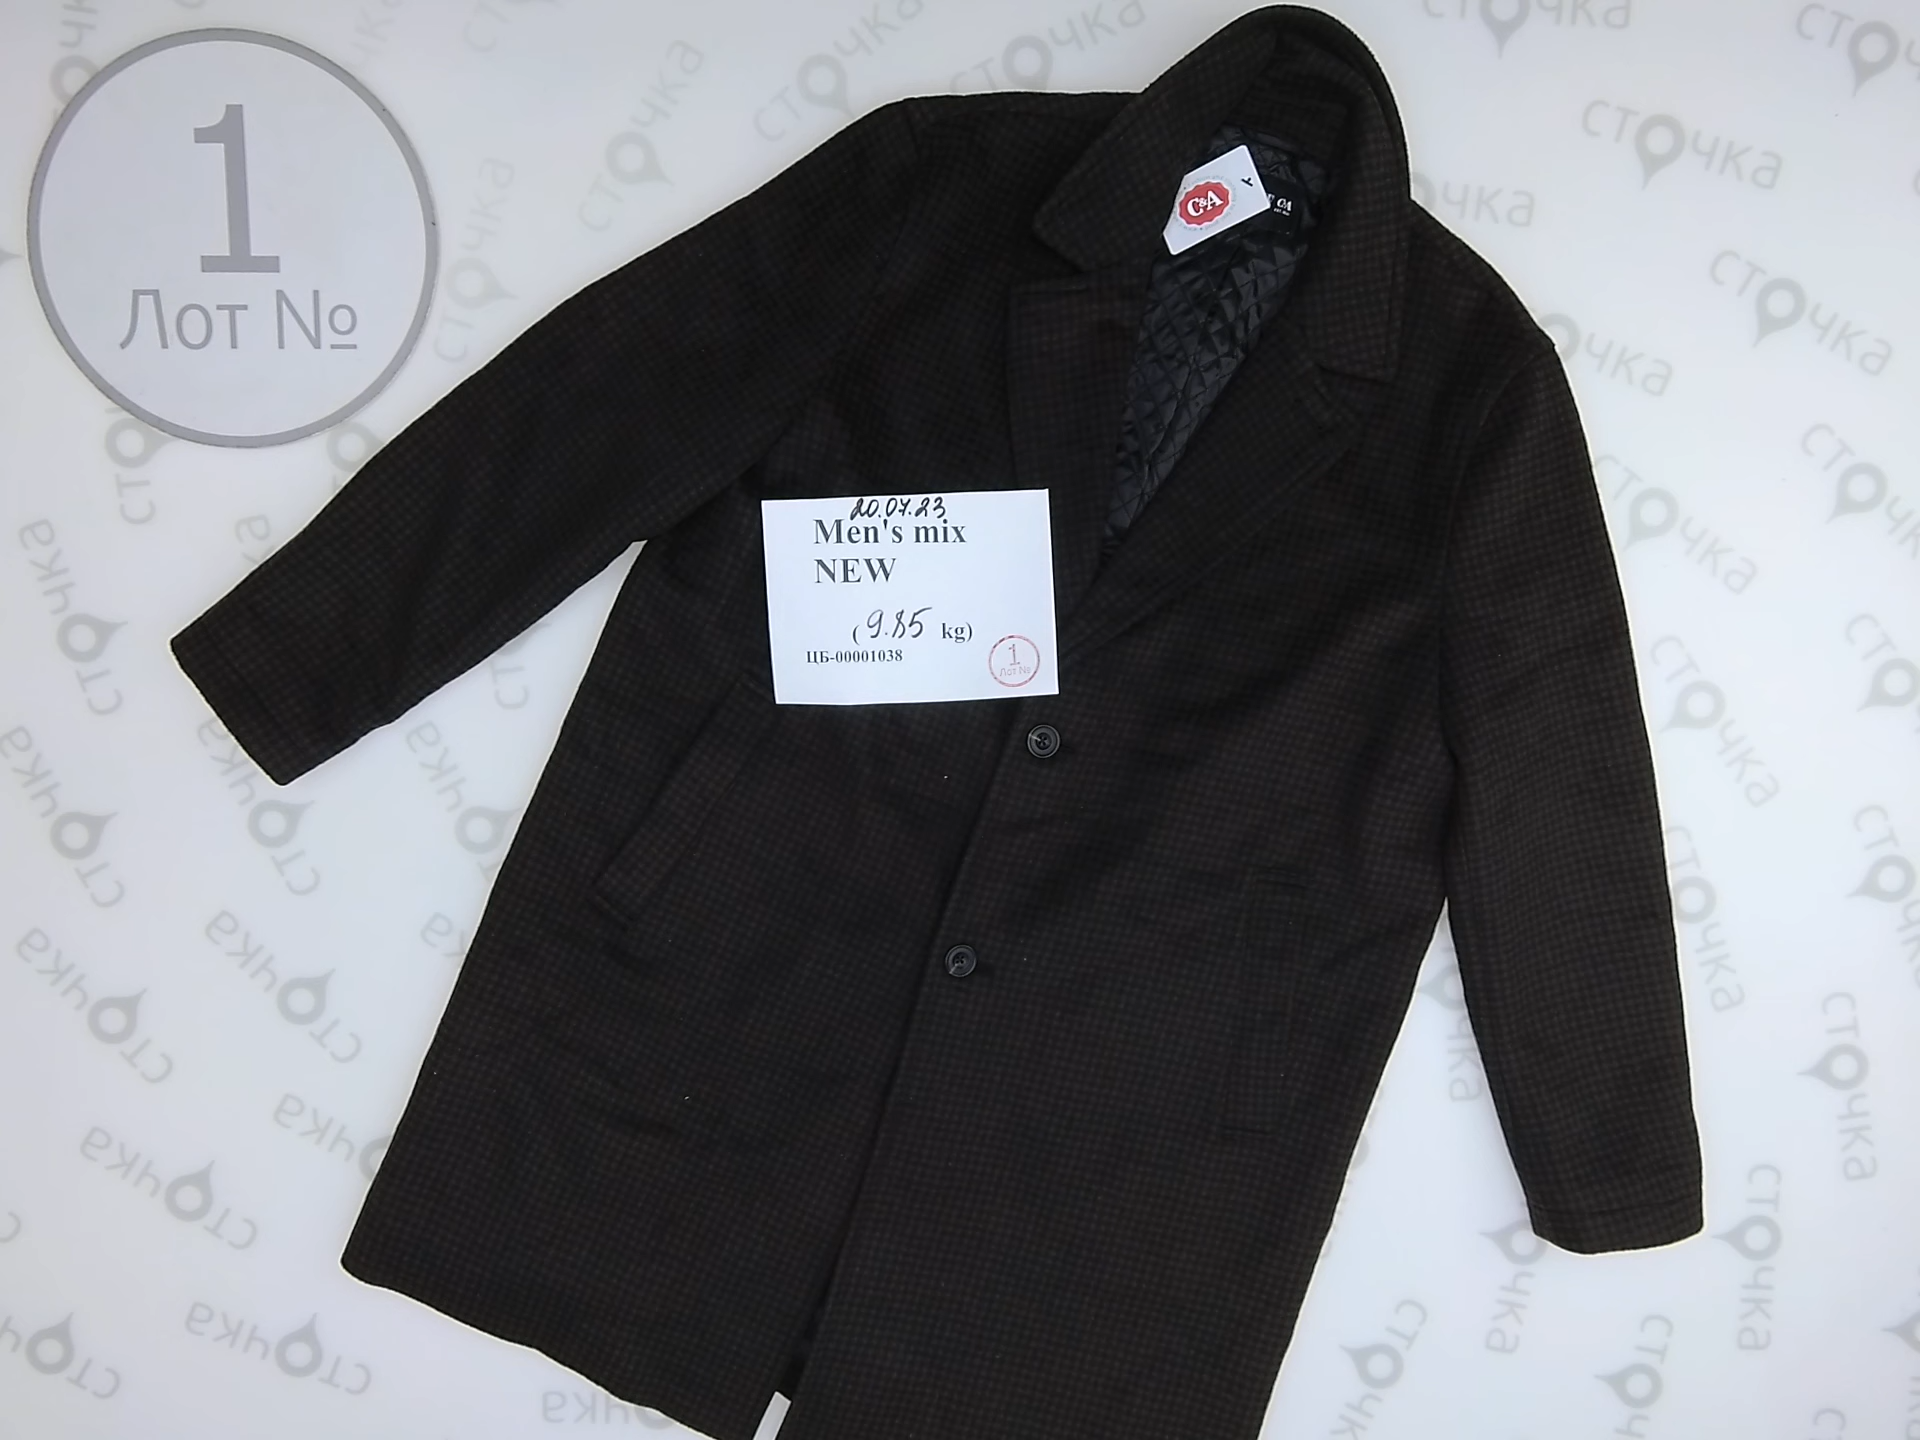 1
Лот №
C&A
20.07.23
Men's mix
NEW
(9.85 kg)
ЦБ-00001038
1
Лот №
сточка